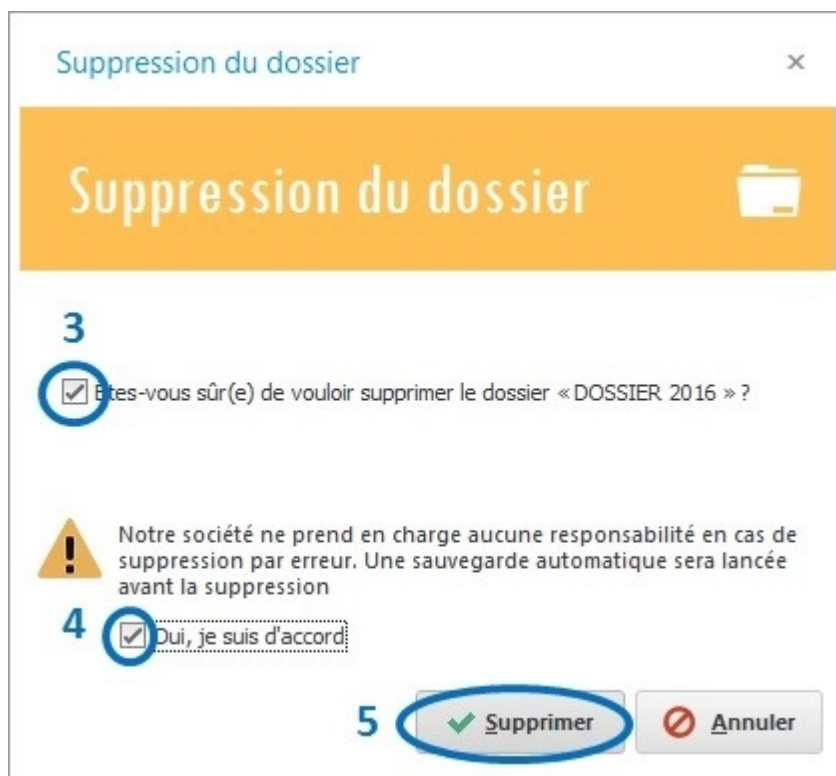 Suppression du dossier
Suppression du dossier
3
Etes-vous sûr(e) de vouloir supprimer le dossier « DOSSIER 2016 » ?
Notre société ne prend en charge aucune responsabilité en cas de
suppression par erreur. Une sauvegarde automatique sera lancée
avant la suppression
4
Oui, je suis d'accord
5
Supprimer
Annuler